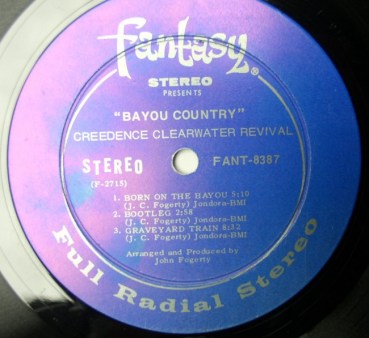 fantasy®
STEREO
PRESENTS
"BAYOU COUNTRY"
CREEDENCE CLEARWATER REVIVAL
STEREO FANT-8387
(F-2715)
1. BORN ON THE BAYOU 5:10
(J. C. Fogerty) Jondora-BMI
2. BOOTLEG 2:58
(J. C. Fogerty) Jondora-BMI
3. GRAVEYARD TRAIN 8:32
(J. C. Fogerty) Jondora-BMI
Arranged and Produced by
John Fogerty
Full Radial Stereo